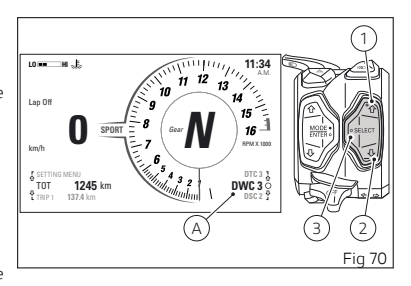 1
LO HI
11:34
A.M.
Lap Off
0
km/h
SPORT
Gear N
1 2 3 4 5 6 7 8 9 10 11 12 13 14 15 16
RPM X 1000
SETTING MENU
TOT 1245 km
TRIP 1 137.4 km
DTC 3
DWC 3
DSC 2
MODE
ENTER
SELECT
A
3
2
Fig 70
e
e